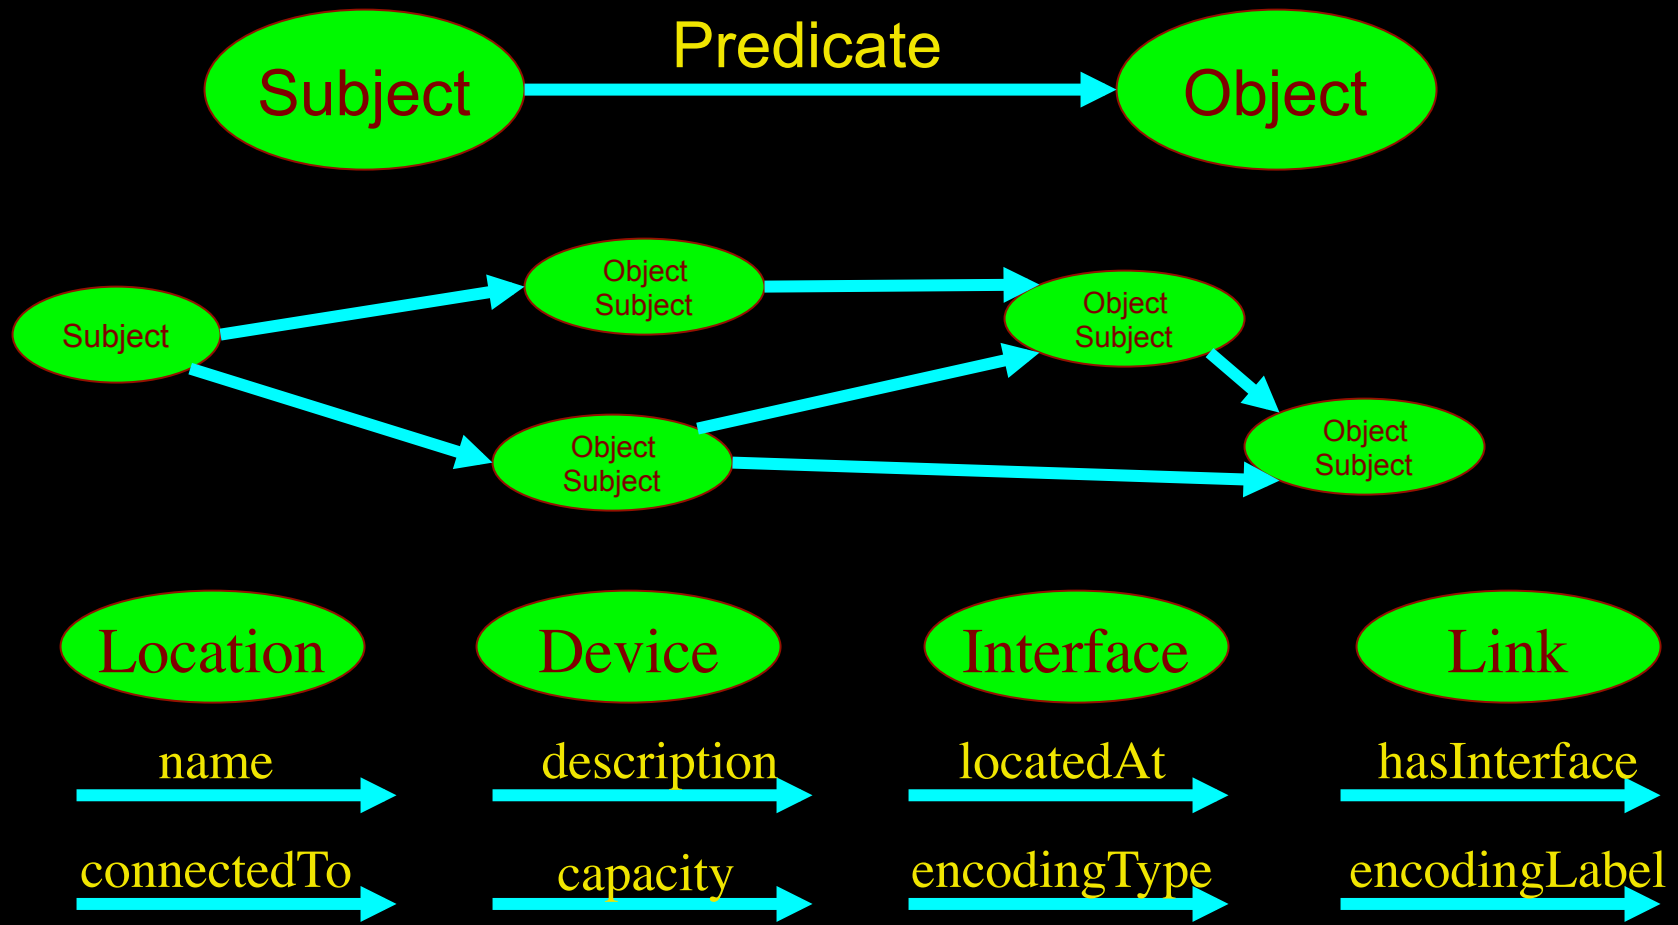 Predicate
Subject
Object
Object
Subject
Object
Subject
Subject
Object
Subject
Object
Subject
Location
Device
Interface
Link
name
description
locatedAt
hasInterface
connectedTo
capacity
encodingType
encodingLabel